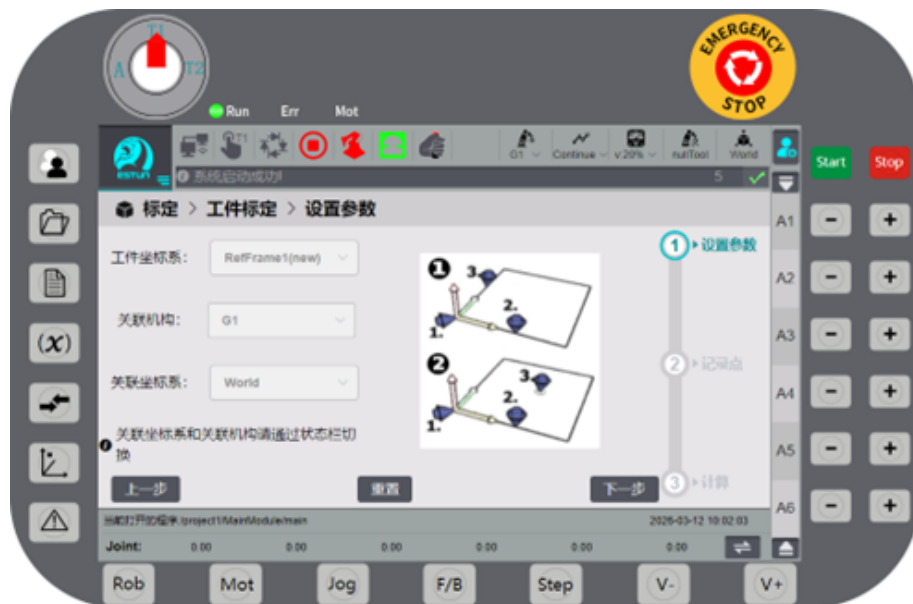 T1
A
T2
EMERGENCY
STOP
Run Err Mot
T1
G1 Continue V:20% nullTool World
ESTUN
系统启动成功! 5
Start Stop
标定 > 工件标定 > 设置参数
A1 - +
工件坐标系: RefFrame1(new)
1 设置参数
3.
2.
1.
A2 - +
关联机构: G1
A3 - +
(x)
2 记录点
关联坐标系: World
3.
2.
1.
A4 - +
关联坐标系和关联机构请通过状态栏切
换
A5 - +
上一步 重置 下一步
3 计算
A6 - +
当前打开的程序:/project1/MainModule/main 2026-03-12 10:02:03
Joint: 0.00 0.00 0.00 0.00 0.00 0.00
Rob Mot Jog F/B Step V- V+